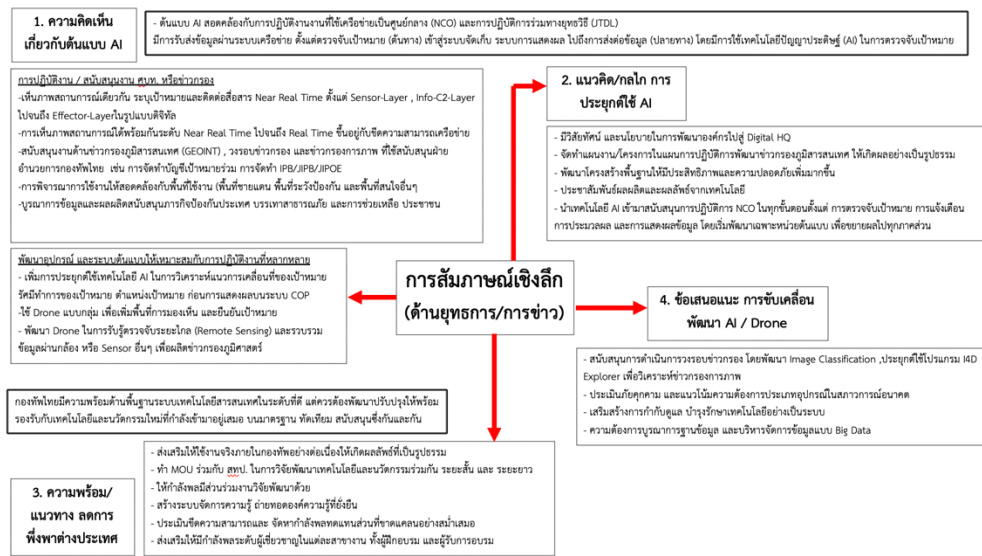 1. ความคิดเห็น
เกี่ยวกับต้นแบบ AI
- ต้นแบบ AI สอดคล้องกับการปฏิบัติงานงานที่ใช้เครือข่ายเป็นศูนย์กลาง (NCO) และการปฏิบัติการร่วมทางยุทธวิธี (JTDL)
มีการรับส่งข้อมูลผ่านระบบเครือข่าย ตั้งแต่ตรวจจับเป้าหมาย (ต้นทาง) เข้าสู่ระบบจัดเก็บ ระบบการแสดงผล ไปถึงการส่งต่อข้อมูล (ปลายทาง) โดยมีการใช้เทคโนโลยีปัญญาประดิษฐ์ (AI) ในการตรวจจับเป้าหมาย
การปฏิบัติงาน / สนับสนุนงาน ศบท. หรือข่าวกรอง
-เห็นภาพสถานการณ์เดียวกัน ระบุเป้าหมายและติดต่อสื่อสาร Near Real Time ตั้งแต่ Sensor-Layer , Info-C2-Layer
ไปจนถึง Effector-Layerในรูปแบบดิจิทัล
-การเห็นภาพสถานการณ์ได้พร้อมกันระดับ Near Real Time ไปจนถึง Real Time ขึ้นอยู่กับขีดความสามารถเครือข่าย
-สนับสนุนงานด้านข่าวกรองภูมิสารสนเทศ (GEOINT) , วงรอบข่าวกรอง และข่าวกรองการภาพ ที่ใช้สนับสนุนฝ่าย
อำนวยการกองทัพไทย เช่น การจัดทำบัญชีเป้าหมายร่วม การจัดทำ IPB/JIPB/JIPOE
-การพิจารณาการใช้งานให้สอดคล้องกับพื้นที่ใช้งาน (พื้นที่ชายแดน พื้นที่ระวังป้องกัน และพื้นที่สนใจอื่นๆ
-บูรณาการข้อมูลและผลผลิตสนับสนุนภารกิจป้องกันประเทศ บรรเทาสาธารณภัย และการช่วยเหลือ ประชาชน
2. แนวคิด/กลไก การ
ประยุกต์ใช้ AI
- มีวิสัยทัศน์ และนโยบายในการพัฒนาองค์กรไปสู่ Digital HQ
- จัดทำแผนงาน/โครงการในแผนการปฏิบัติการพัฒนาข่าวกรองภูมิสารสนเทศ ให้เกิดผลอย่างเป็นรูปธรรม
- พัฒนาโครงสร้างพื้นฐานให้มีประสิทธิภาพและความปลอดภัยเพิ่มมากขึ้น
- ประชาสัมพันธ์ผลผลิตและผลลัพธ์จากเทคโนโลยี
- นำเทคโนโลยี AI เข้ามาสนับสนุนการปฏิบัติการ NCO ในทุกขั้นตอนตั้งแต่ การตรวจจับเป้าหมาย การแจ้งเตือน
การประมวลผล และการแสดงผลข้อมูล โดยเริ่มพัฒนาเฉพาะหน่วยต้นแบบ เพื่อขยายผลไปทุกภาคส่วน
พัฒนาอุปกรณ์ และระบบต้นแบบให้เหมาะสมกับการปฏิบัติงานที่หลากหลาย
- เพิ่มการประยุกต์ใช้เทคโนโลยี AI ในการวิเคราะห์แนวการเคลื่อนที่ของเป้าหมาย
รัศมีทำการของเป้าหมาย ตำแหน่งเป้าหมาย ก่อนการแสดงผลบนระบบ COP
-ใช้ Drone แบบกลุ่ม เพื่อเพิ่มพื้นที่การมองเห็น และยืนยันเป้าหมาย
- พัฒนา Drone ในการรับรู้ตรวจจับระยะไกล (Remote Sensing) และรวบรวม
ข้อมูลผ่านกล้อง หรือ Sensor อื่นๆ เพื่อผลิตข่าวกรองภูมิศาสตร์
การสัมภาษณ์เชิงลึก
(ด้านยุทธการ/การข่าว)
4. ข้อเสนอแนะ การขับเคลื่อน
พัฒนา AI / Drone
- สนับสนุนการดำเนินการวงรอบข่าวกรอง โดยพัฒนา Image Classification ,ประยุกต์ใช้โปรแกรม I4D
Explorer เพื่อวิเคราะห์ข่าวกรองการภาพ
- ประเมินภัยคุกคาม และแนวโน้มความต้องการประเภทอุปกรณ์ในสภาวการณ์อนาคต
- เสริมสร้างการกำกับดูแล บำรุงรักษาเทคโนโลยีอย่างเป็นระบบ
- ความต้องการบูรณาการฐานข้อมูล และบริหารจัดการข้อมูลแบบ Big Data
กองทัพไทยมีความพร้อมด้านพื้นฐานระบบเทคโนโลยีสารสนเทศในระดับที่ดี แต่ควรต้องพัฒนาปรับปรุงให้พร้อม
รองรับกับเทคโนโลยีและนวัตกรรมใหม่ที่กำลังเข้ามาอยู่เสมอ บนมาตรฐาน ทัดเทียม สนับสนุนซึ่งกันและกัน
3. ความพร้อม/
แนวทาง ลดการ
พึ่งพาต่างประเทศ
- ส่งเสริมให้ใช้งานจริงภายในกองทัพอย่างต่อเนื่องให้เกิดผลลัพธ์ที่เป็นรูปธรรม
- ทำ MOU ร่วมกับ สทป. ในการวิจัยพัฒนาเทคโนโลยีและนวัตกรรมร่วมกัน ระยะสั้น และ ระยะยาว
- ให้กำลังพลมีส่วนร่วมงานวิจัยพัฒนาด้วย
- สร้างระบบจัดการความรู้ ถ่ายทอดองค์ความรู้ที่ยั่งยืน
- ประเมินขีดความสามารถและ จัดหากำลังพลทดแทนส่วนที่ขาดแคลนอย่างสม่ำเสมอ
- ส่งเสริมให้มีกำลังพลระดับผู้เชี่ยวชาญในแต่ละสาขางาน ทั้งผู้ฝึกอบรม และผู้รับการอบรม